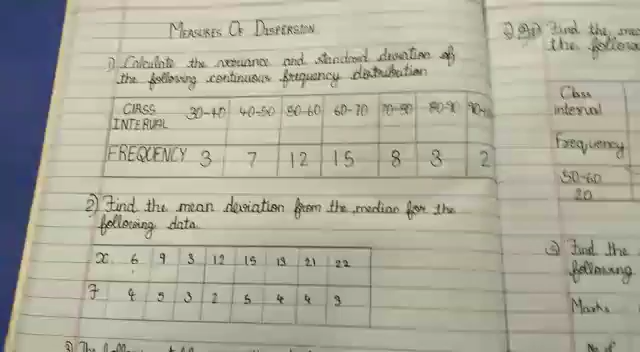 MEASURES OF DISPERSION
1) Calculate the variance and standard deviation of
the following continuous frequency distribution
CLASS INTERVAL 30-40 40-50 50-60 60-70 70-80 80-90
FREQUENCY 3 7 12 15 8 3 2
2) Find the mean deviation from the median for the
following data.
x 6 9 3 12 15 13 21 22
F 4 5 3 2 5 4 4 3
3) The
Find the
the
Class
interval
Frequency
50-60
20
Find the
following
Marks
No. of